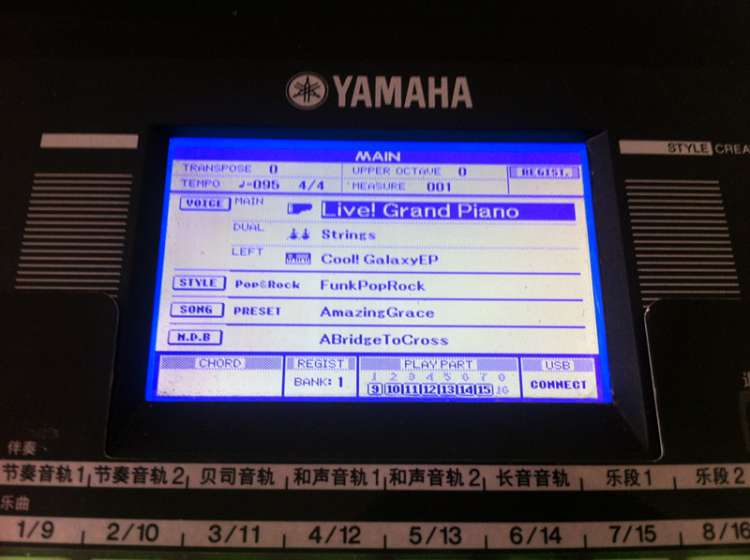 YAMAHA
STYLE CREA
MAIN
TRANSPOSE 0 UPPER OCTAVE 0 REGIST.
TEMPO ♩=095 4/4 MEASURE 001
VOICE MAIN Live! Grand Piano
DUAL Strings
LEFT Cool! GalaxyEP
STYLE Pop&Rock FunkPopRock
SONG PRESET AmazingGrace
M.D.B ABridgeToCross
CHORD REGIST PLAY PART USB
BANK: 1 1 2 3 4 5 6 7 8 CONNECT
9 10 11 12 13 14 15 16
伴奏
节奏音轨1 节奏音轨2 贝司音轨 和声音轨1 和声音轨2 长音音轨 乐段1 乐段2
乐曲
1/9 2/10 3/11 4/12 5/13 6/14 7/15 8/16